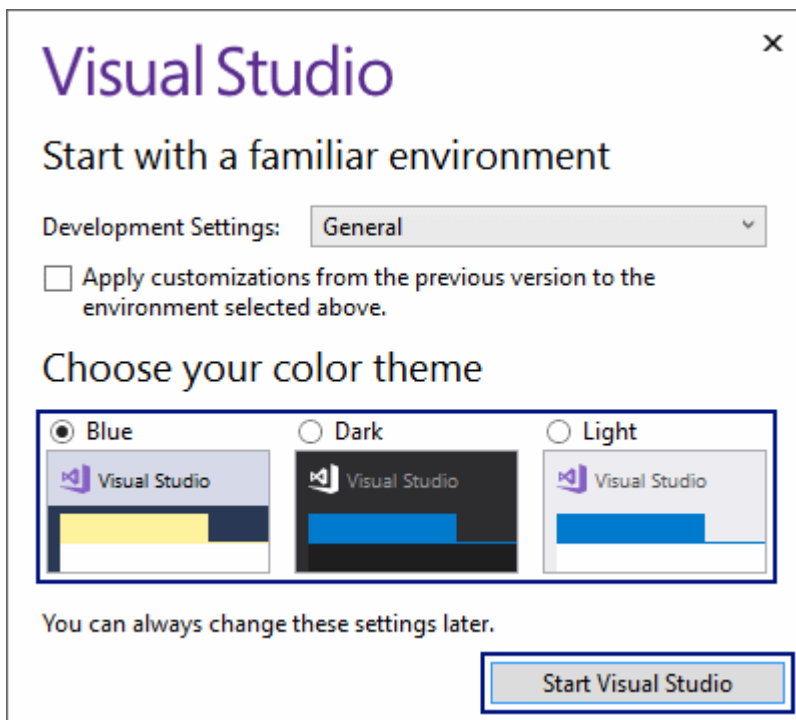 Visual Studio
Start with a familiar environment
Development Settings: General
Apply customizations from the previous version to the
environment selected above.
Choose your color theme
Blue Dark Light
Visual Studio Visual Studio Visual Studio
You can always change these settings later.
Start Visual Studio